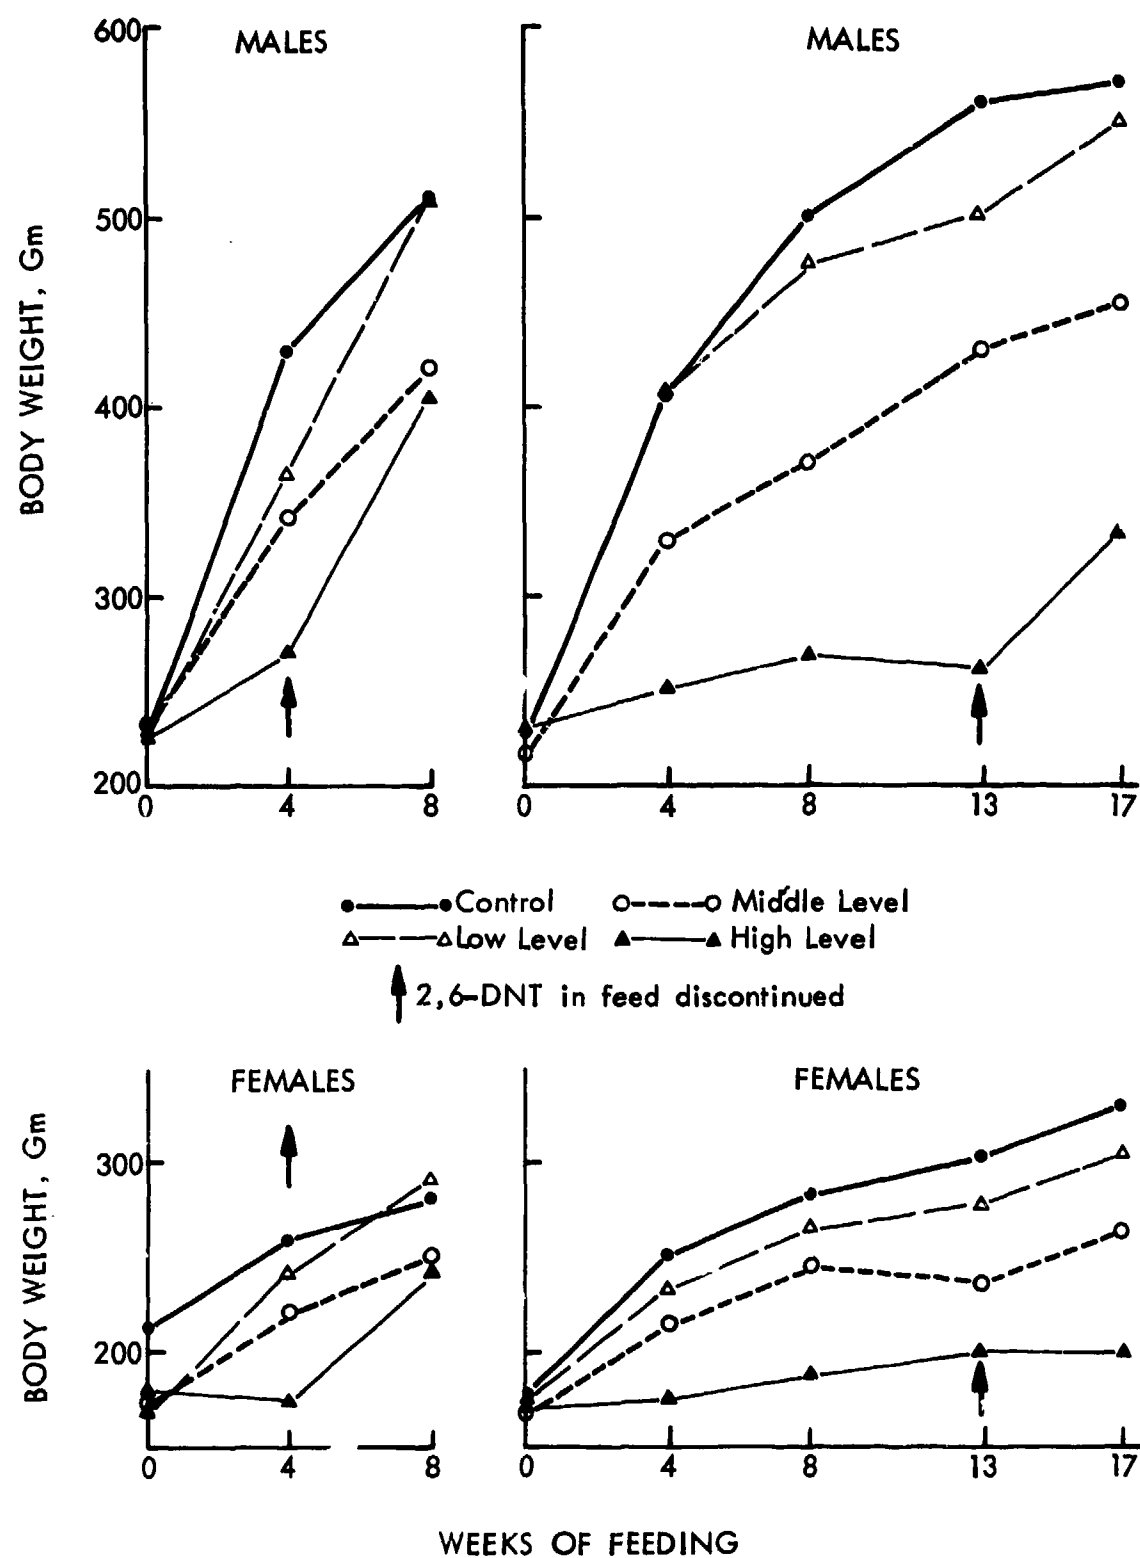 MALES
MALES
600
500
400
300
200
BODY WEIGHT, Gm
0 4 8
0 4 8 13 17
Control Middle Level
Low Level High Level
2,6-DNT in feed discontinued
FEMALES
FEMALES
300
200
BODY WEIGHT, Gm
0 4 8
0 4 8 13 17
WEEKS OF FEEDING